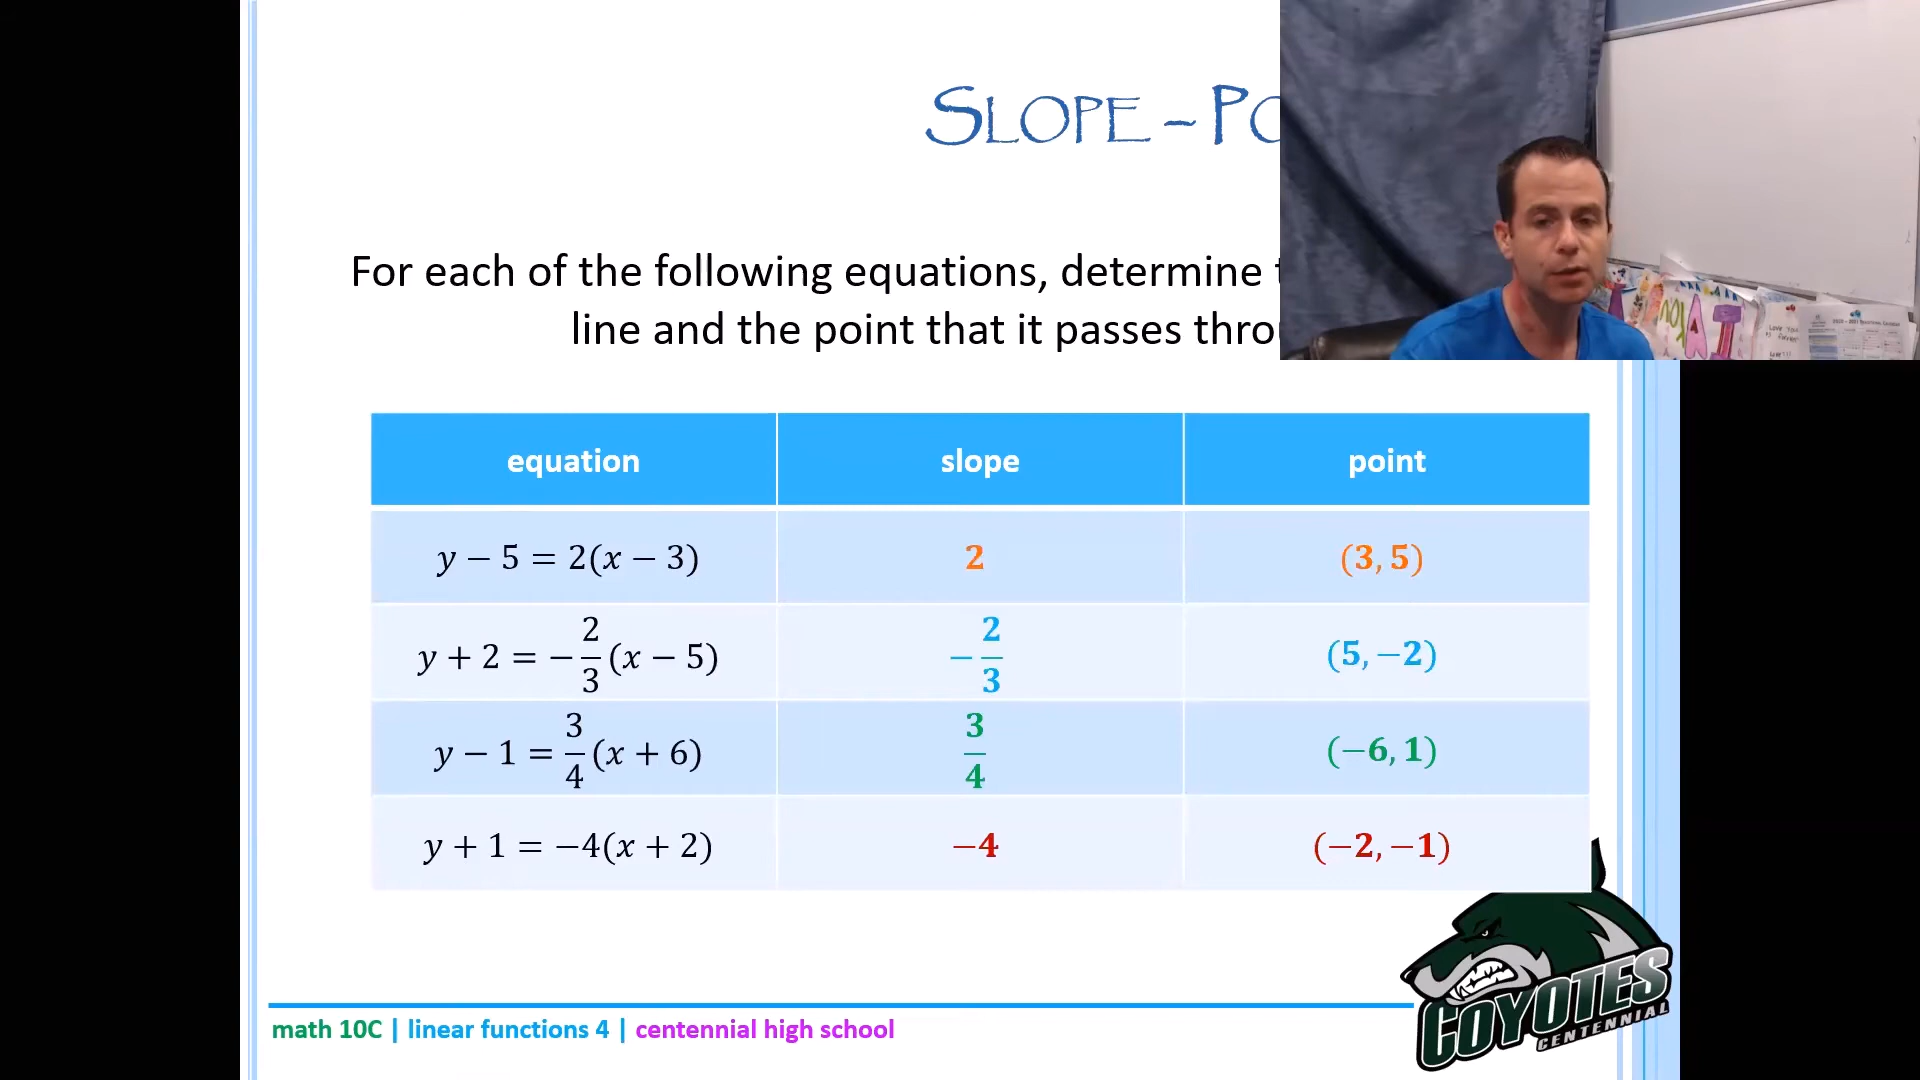 SLOPE – PO
For each of the following equations, determine
line and the point that it passes thro
equation slope point
y − 5 = 2(x − 3) 2 (3, 5)
y + 2 = −2/3(x − 5) −2/3 (5, −2)
y − 1 = 3/4(x + 6) 3/4 (−6, 1)
y + 1 = −4(x + 2) −4 (−2, −1)
COYOTES
CENTENNIAL
math 10C | linear functions 4 | centennial high school